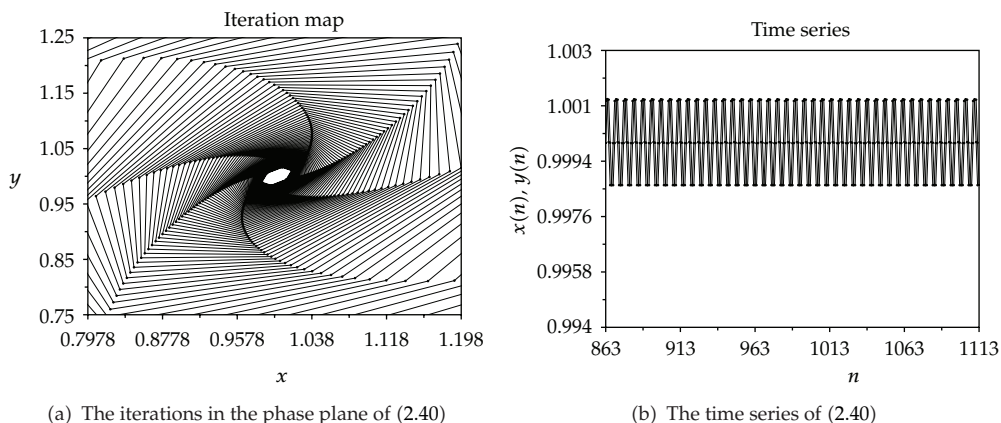 Iteration map
1.25
1.15
1.05
0.95
0.85
0.75
y
0.7978 0.8778 0.9578 1.038 1.118 1.198
x
(a) The iterations in the phase plane of (2.40)
Time series
1.003
1.001
0.9994
0.9976
0.9958
0.994
x(n), y(n)
863 913 963 1013 1063 1113
n
(b) The time series of (2.40)